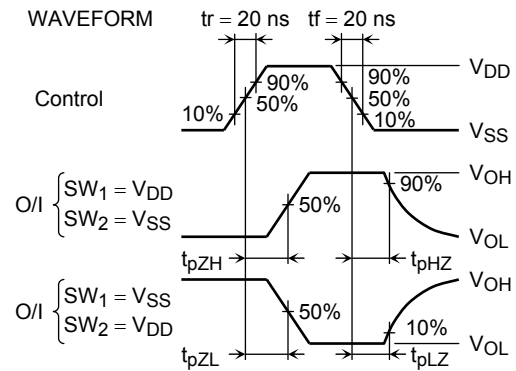 WAVEFORM tr = 20 ns tf = 20 ns
VDD
90% 90%
Control 50% 50%
10% 10%
VSS
VOH
O/I { SW1 = VDD 90%
SW2 = VSS 50%
VOL
tpZH tpHZ
VOH
O/I { SW1 = VSS 50%
SW2 = VDD 10%
VOL
tpZL tpLZ